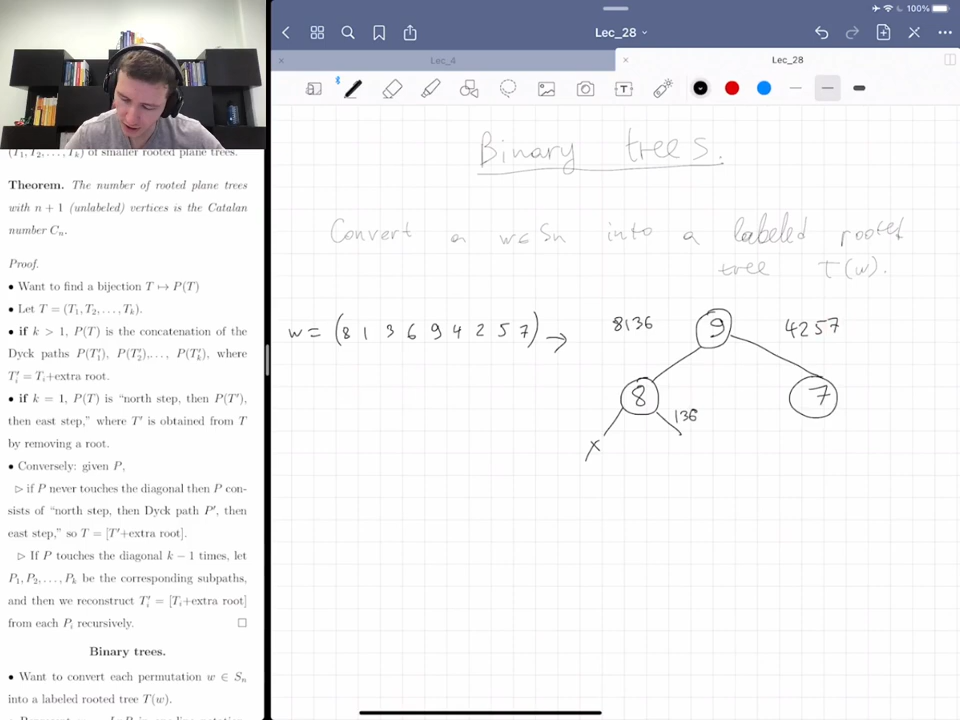 100%
Lec_28
Lec_4
Lec_28
of smaller rooted plane trees.
Theorem. The number of rooted plane trees
with n + 1 (unlabeled) vertices is the Catalan
number Cₙ.
Proof.
• Want to find a bijection T ↦ P(T)
• Let T = (T₁, T₂, . . . , Tₖ).
• if k > 1, P(T) is the concatenation of the
Dyck paths P(T′₁), P(T′₂),. . . , P(T′ₖ), where
T′ᵢ = Tᵢ+extra root.
• if k = 1, P(T) is “north step, then P(T′),
then east step,” where T′ is obtained from T
by removing a root.
• Conversely: given P,
▷ if P never touches the diagonal then P con-
sists of “north step, then Dyck path P′, then
east step,” so T = [T′+extra root].
▷ If P touches the diagonal k − 1 times, let
P₁, P₂, . . . , Pₖ be the corresponding subpaths,
and then we reconstruct T′ᵢ = [Tᵢ+extra root]
from each Pᵢ recursively. □
Binary trees.
• Want to convert each permutation w ∈ Sₙ
into a labeled rooted tree T(w).
Binary trees.
Convert a w∈Sn into a labeled rooted
tree T(w).
w = (8 1 3 6 9 4 2 5 7) →
8136 9 4257
8 7
136
x